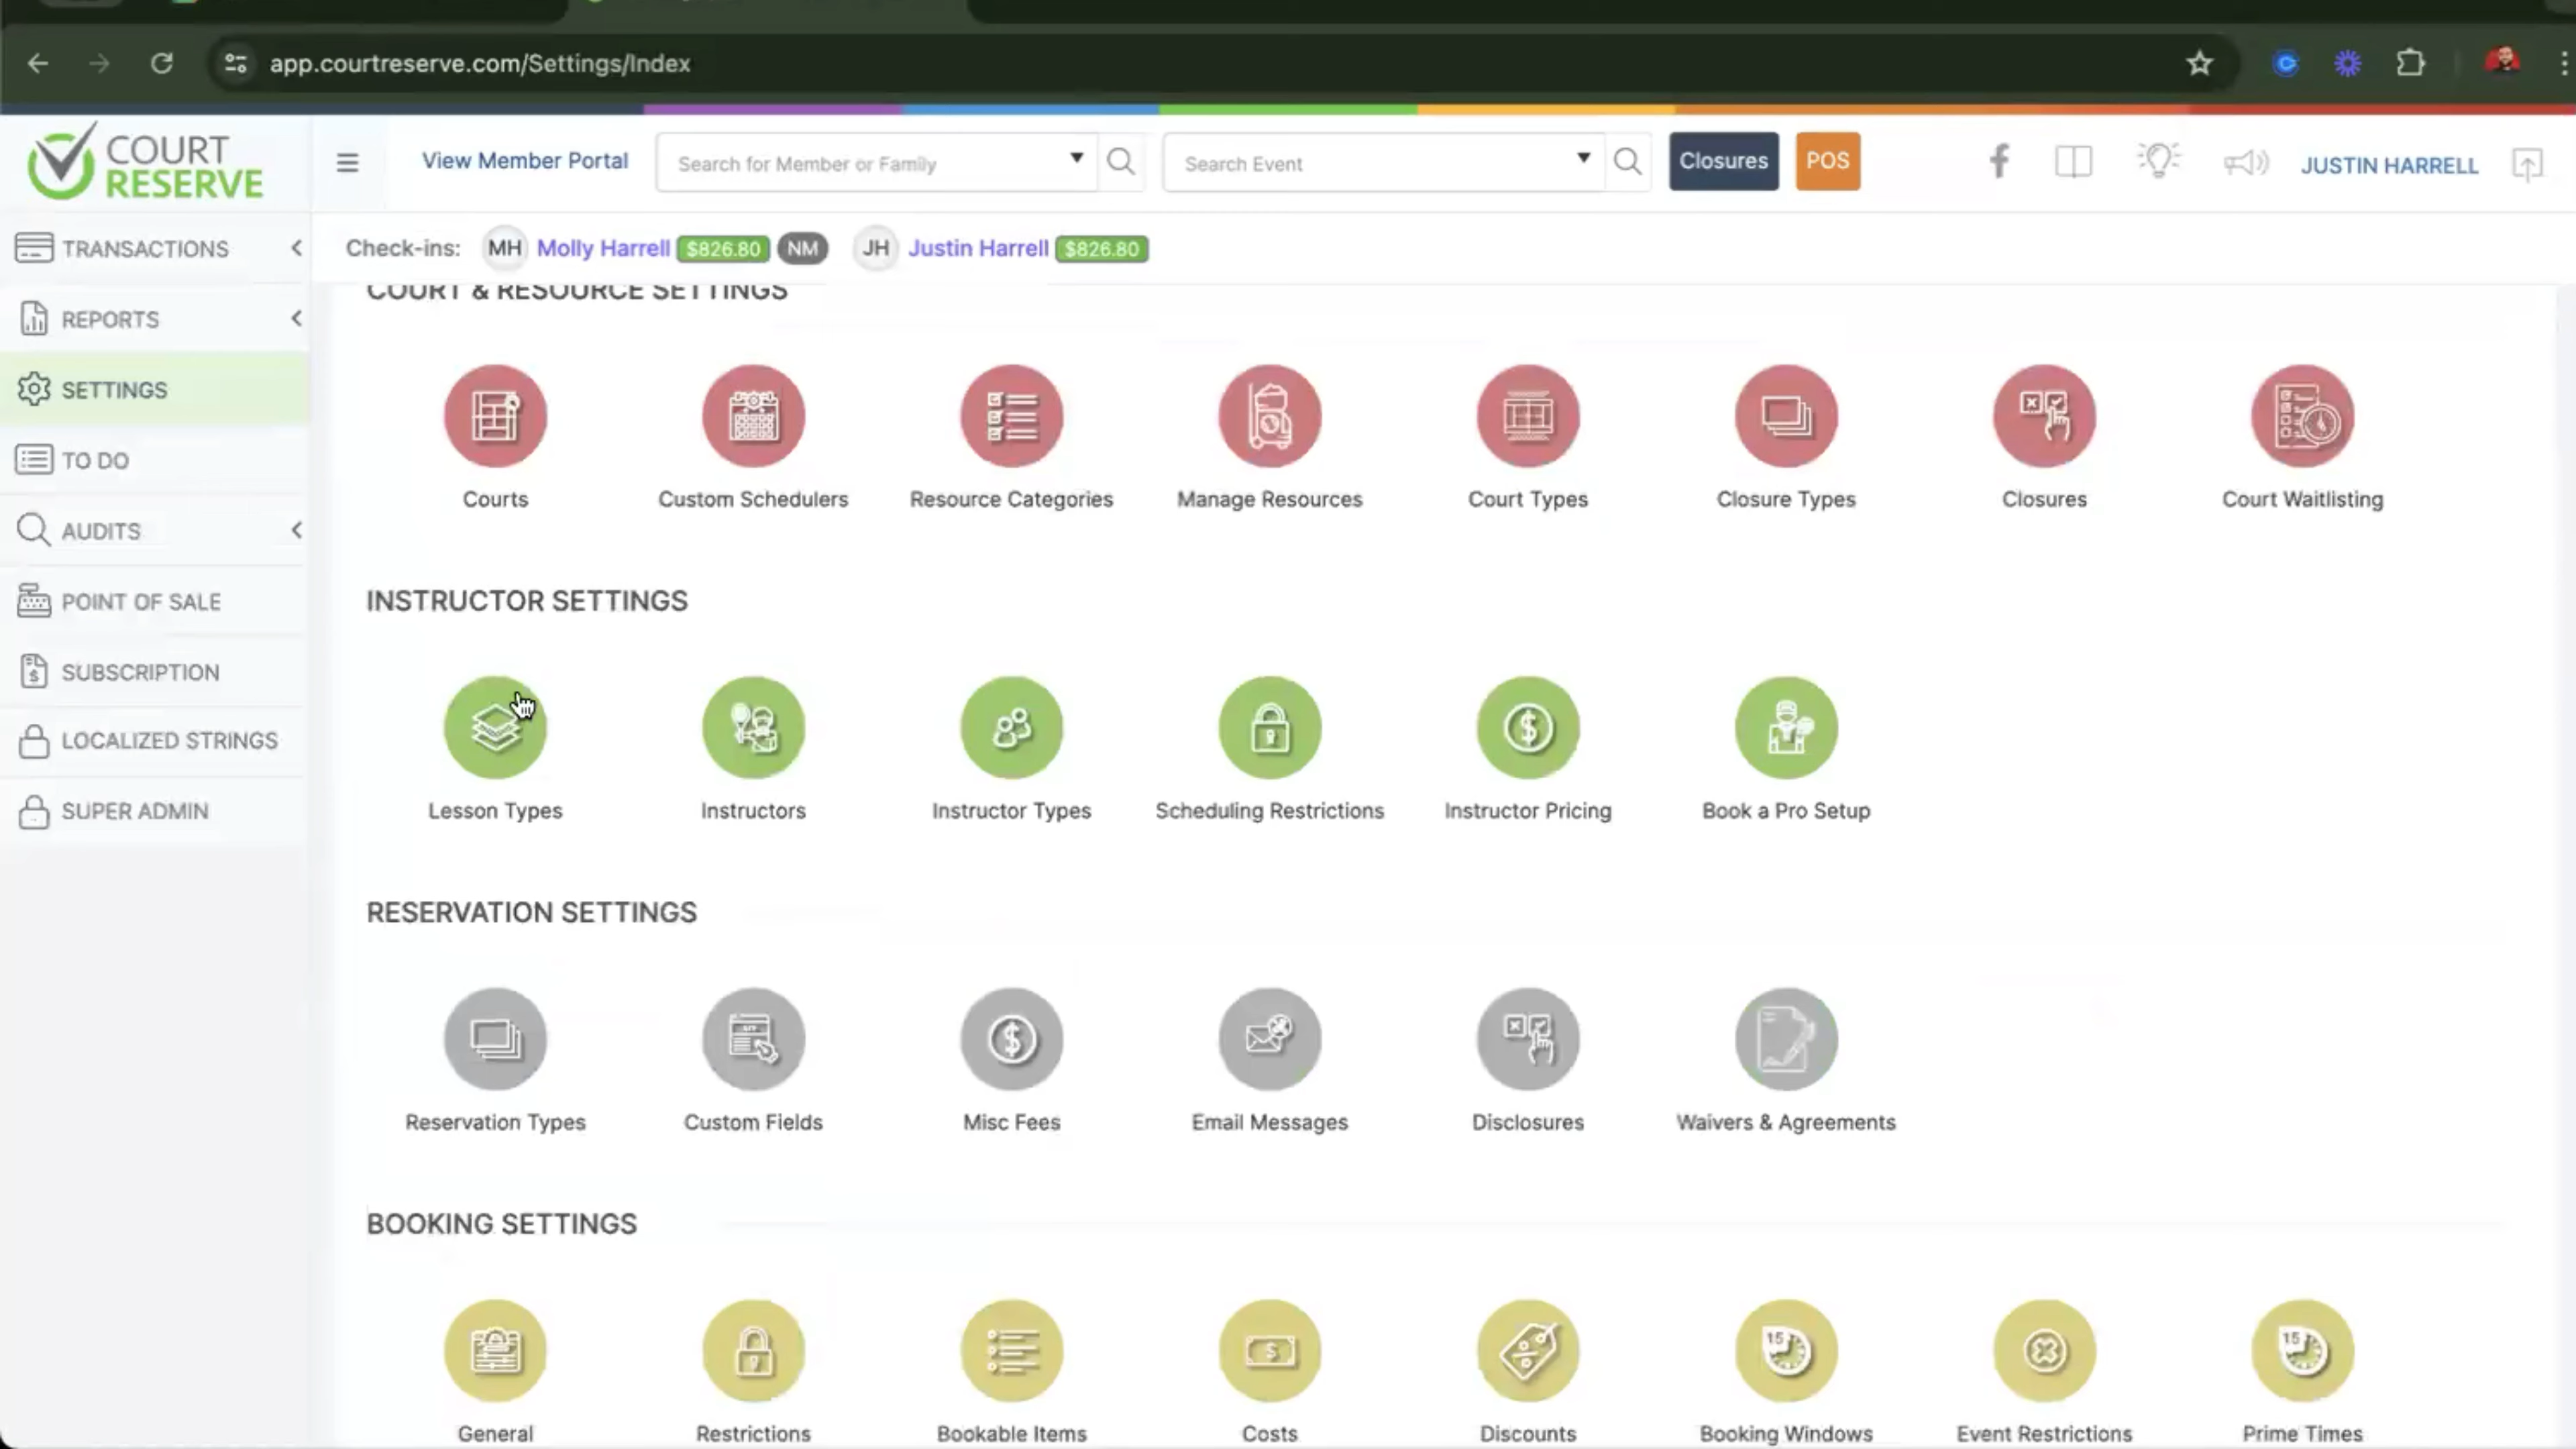 app.courtreserve.com/Settings/Index
COURT
RESERVE
View Member Portal
Search for Member or Family
Search Event
Closures
POS
JUSTIN HARRELL
Check-ins: MH Molly Harrell $826.80 NM JH Justin Harrell $826.80
TRANSACTIONS
REPORTS
SETTINGS
TO DO
AUDITS
POINT OF SALE
SUBSCRIPTION
LOCALIZED STRINGS
SUPER ADMIN
COURT & RESOURCE SETTINGS
Courts
Custom Schedulers
Resource Categories
Manage Resources
Court Types
Closure Types
Closures
Court Waitlisting
INSTRUCTOR SETTINGS
Lesson Types
Instructors
Instructor Types
Scheduling Restrictions
Instructor Pricing
Book a Pro Setup
RESERVATION SETTINGS
Reservation Types
Custom Fields
Misc Fees
Email Messages
Disclosures
Waivers & Agreements
BOOKING SETTINGS
15
15
General
Restrictions
Bookable Items
Costs
Discounts
Booking Windows
Event Restrictions
Prime Times